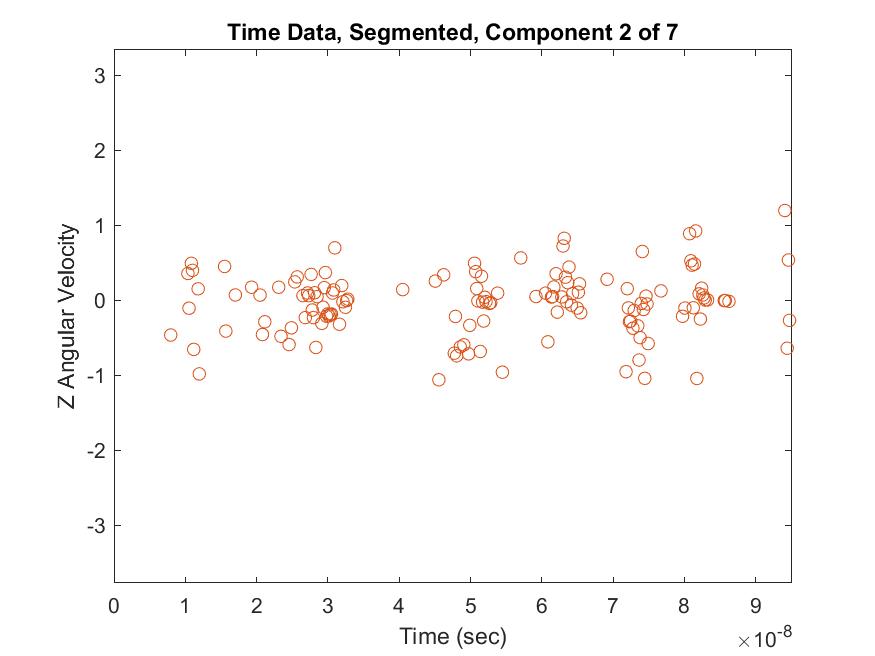 Time Data, Segmented, Component 2 of 7
3
2
1
0
-1
-2
-3
Z Angular Velocity
0 1 2 3 4 5 6 7 8 9
Time (sec)
×10-8